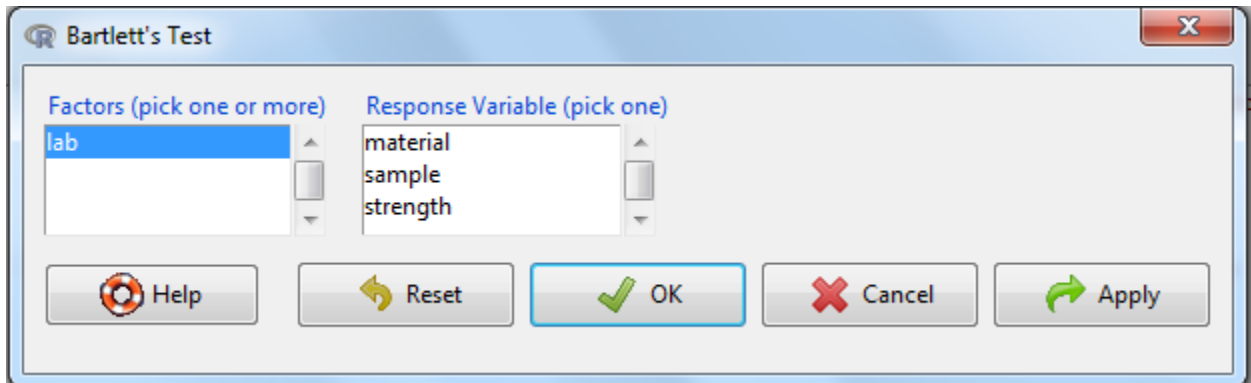 Bartlett's Test
Factors (pick one or more)
Response Variable (pick one)
lab
material
sample
strength
Help
Reset
OK
Cancel
Apply